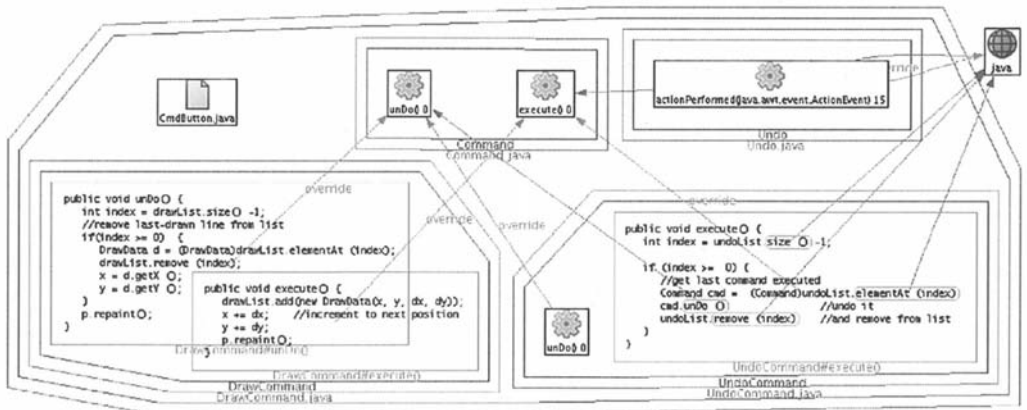 java
override
unDo() 0
execute() 0
actionPerformed(java.awt.event.ActionEvent) 15
CmdButton.java
Command
Command.java
Undo
Undo.java
override
override
override
override
public void unDo() {
int index = drawList.size() -1;
//remove last-drawn line from list
if(index >= 0) {
DrawData d = (DrawData)drawList.elementAt (index);
drawList.remove (index);
x = d.getX ();
y = d.getY ();
}
p.repaint();
}
DrawCommand#unDo()
public void execute() {
drawList.add(new DrawData(x, y, dx, dy));
x += dx; //increment to next position
y += dy;
p.repaint();
}
DrawCommand#execute()
DrawCommand
DrawCommand.java
unDo() 0
public void execute() {
int index = undoList.size () -1;
if (index >= 0) {
//get last command executed
Command cmd = (Command)undoList.elementAt (index)
cmd.unDo () //undo it
undoList.remove (index) //and remove from list
}
}
UndoCommand#execute()
UndoCommand
UndoCommand.java